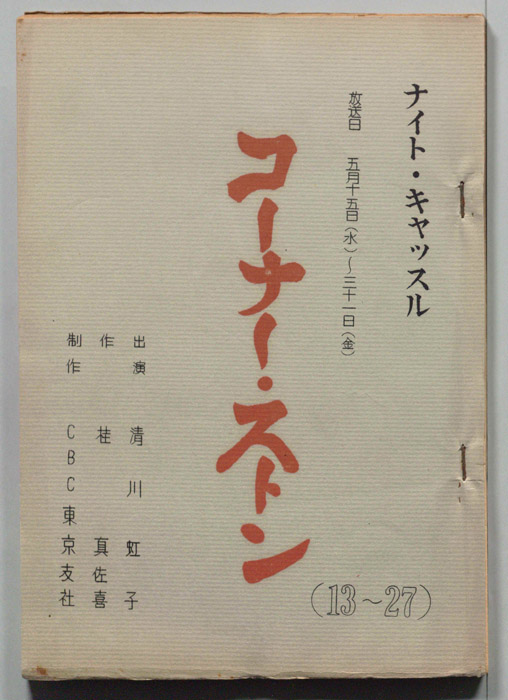 ナイト・キャッスル
放送日 五月十五日(水)〜三十一日(金)
コーナー・ストン
(13〜27)
出演 清川虹子
作 桂真佐喜
制作 CBC東京支社